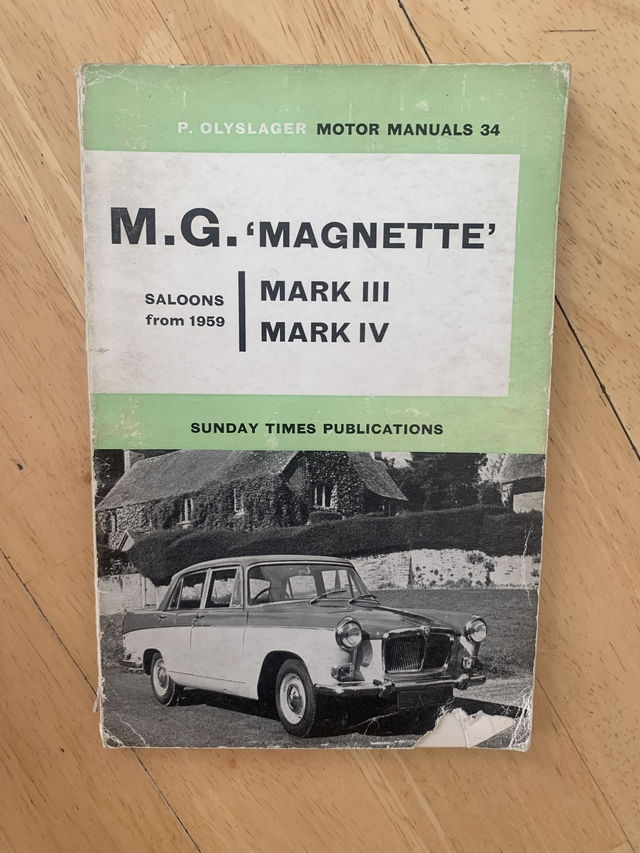 P. OLYSLAGER MOTOR MANUALS 34
M.G. ‘MAGNETTE’
SALOONS
from 1959
MARK III
MARK IV
SUNDAY TIMES PUBLICATIONS